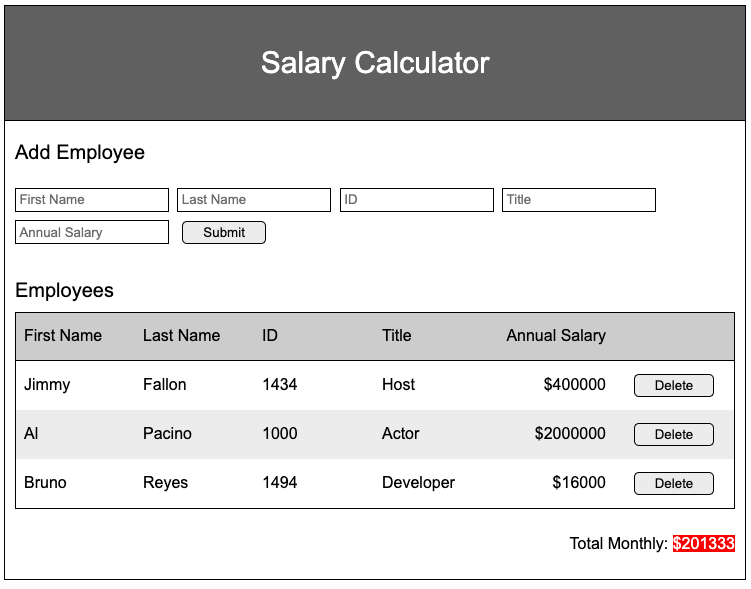 Salary Calculator
Add Employee
First Name Last Name ID Title
Annual Salary Submit
Employees
First Name Last Name ID Title Annual Salary
Jimmy Fallon 1434 Host $400000 Delete
Al Pacino 1000 Actor $2000000 Delete
Bruno Reyes 1494 Developer $16000 Delete
Total Monthly: $201333